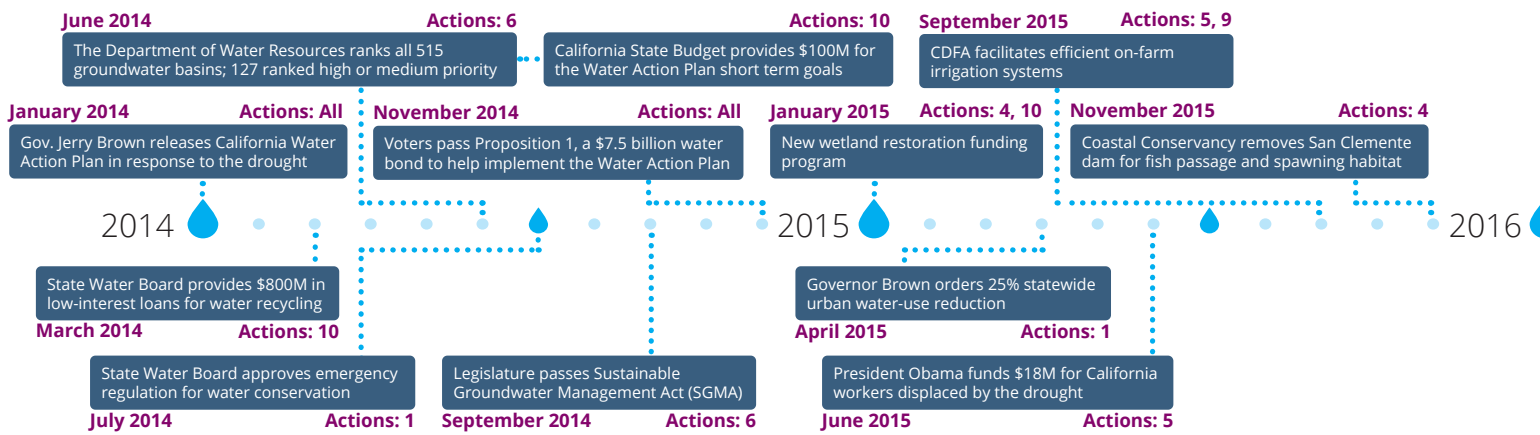 June 2014 Actions: 6
The Department of Water Resources ranks all 515
groundwater basins; 127 ranked high or medium priority
Actions: 10
California State Budget provides $100M for
the Water Action Plan short term goals
September 2015 Actions: 5, 9
CDFA facilitates efficient on-farm
irrigation systems
January 2014 Actions: All
Gov. Jerry Brown releases California Water
Action Plan in response to the drought
November 2014 Actions: All
Voters pass Proposition 1, a $7.5 billion water
bond to help implement the Water Action Plan
January 2015 Actions: 4, 10
New wetland restoration funding
program
November 2015 Actions: 4
Coastal Conservancy removes San Clemente
dam for fish passage and spawning habitat
2014
2015
2016
State Water Board provides $800M in
low-interest loans for water recycling
March 2014 Actions: 10
Governor Brown orders 25% statewide
urban water-use reduction
April 2015 Actions: 1
State Water Board approves emergency
regulation for water conservation
July 2014 Actions: 1
Legislature passes Sustainable
Groundwater Management Act (SGMA)
September 2014 Actions: 6
President Obama funds $18M for California
workers displaced by the drought
June 2015 Actions: 5